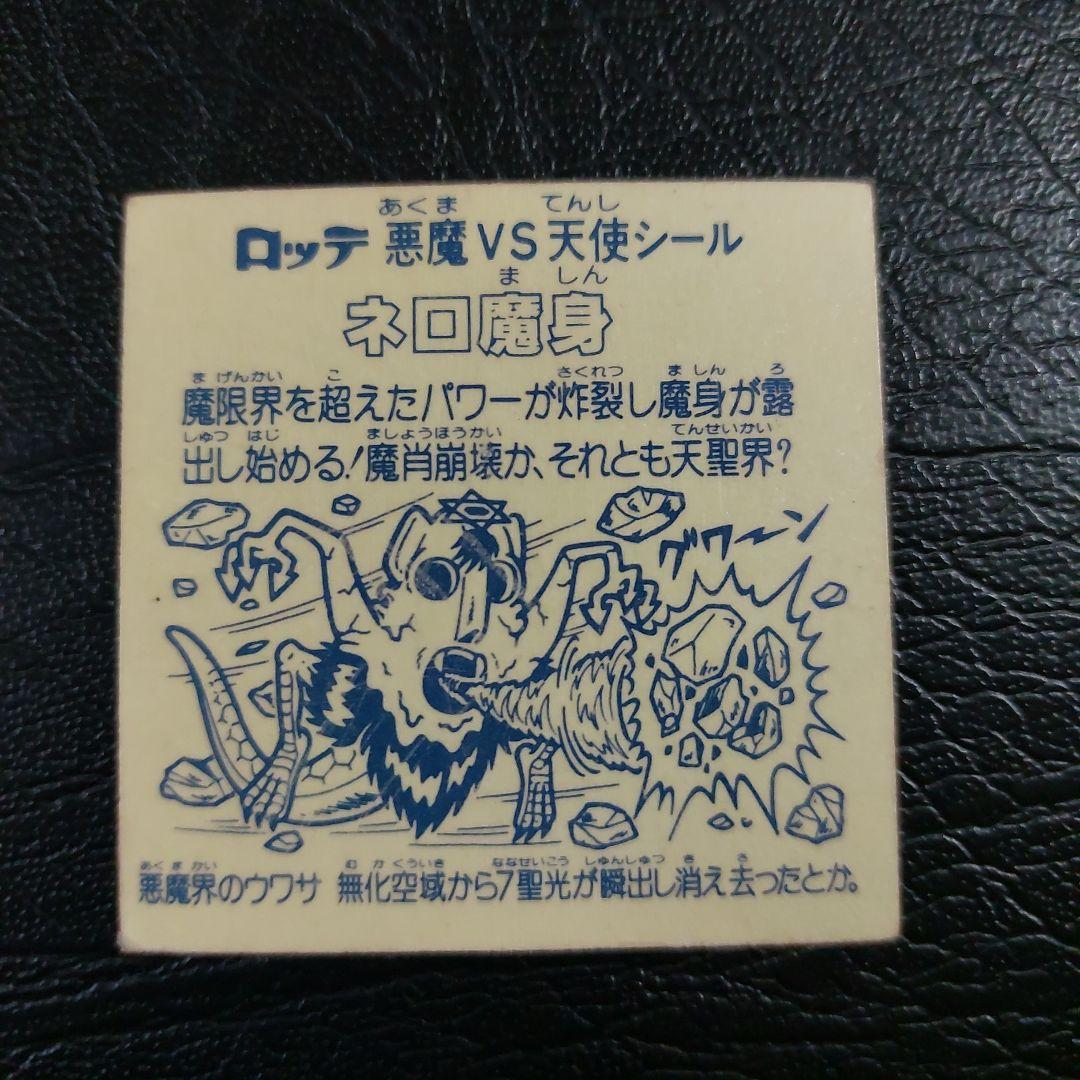 あくま てんし
ロッテ 悪魔VS天使シール
ま しん
ネロ魔身
まげんかい こ さくれつ ましん ろ
魔限界を超えたパワーが炸裂し魔身が露
しゅつ はじ ましょうほうかい てんせいかい
出し始める!魔肖崩壊か、それとも天聖界?
グワーン
あくまかい むかくういき ななせいこう しゅんしゅつ き さ
悪魔界のウワサ 無化空域から7聖光が瞬出し消え去ったとか。